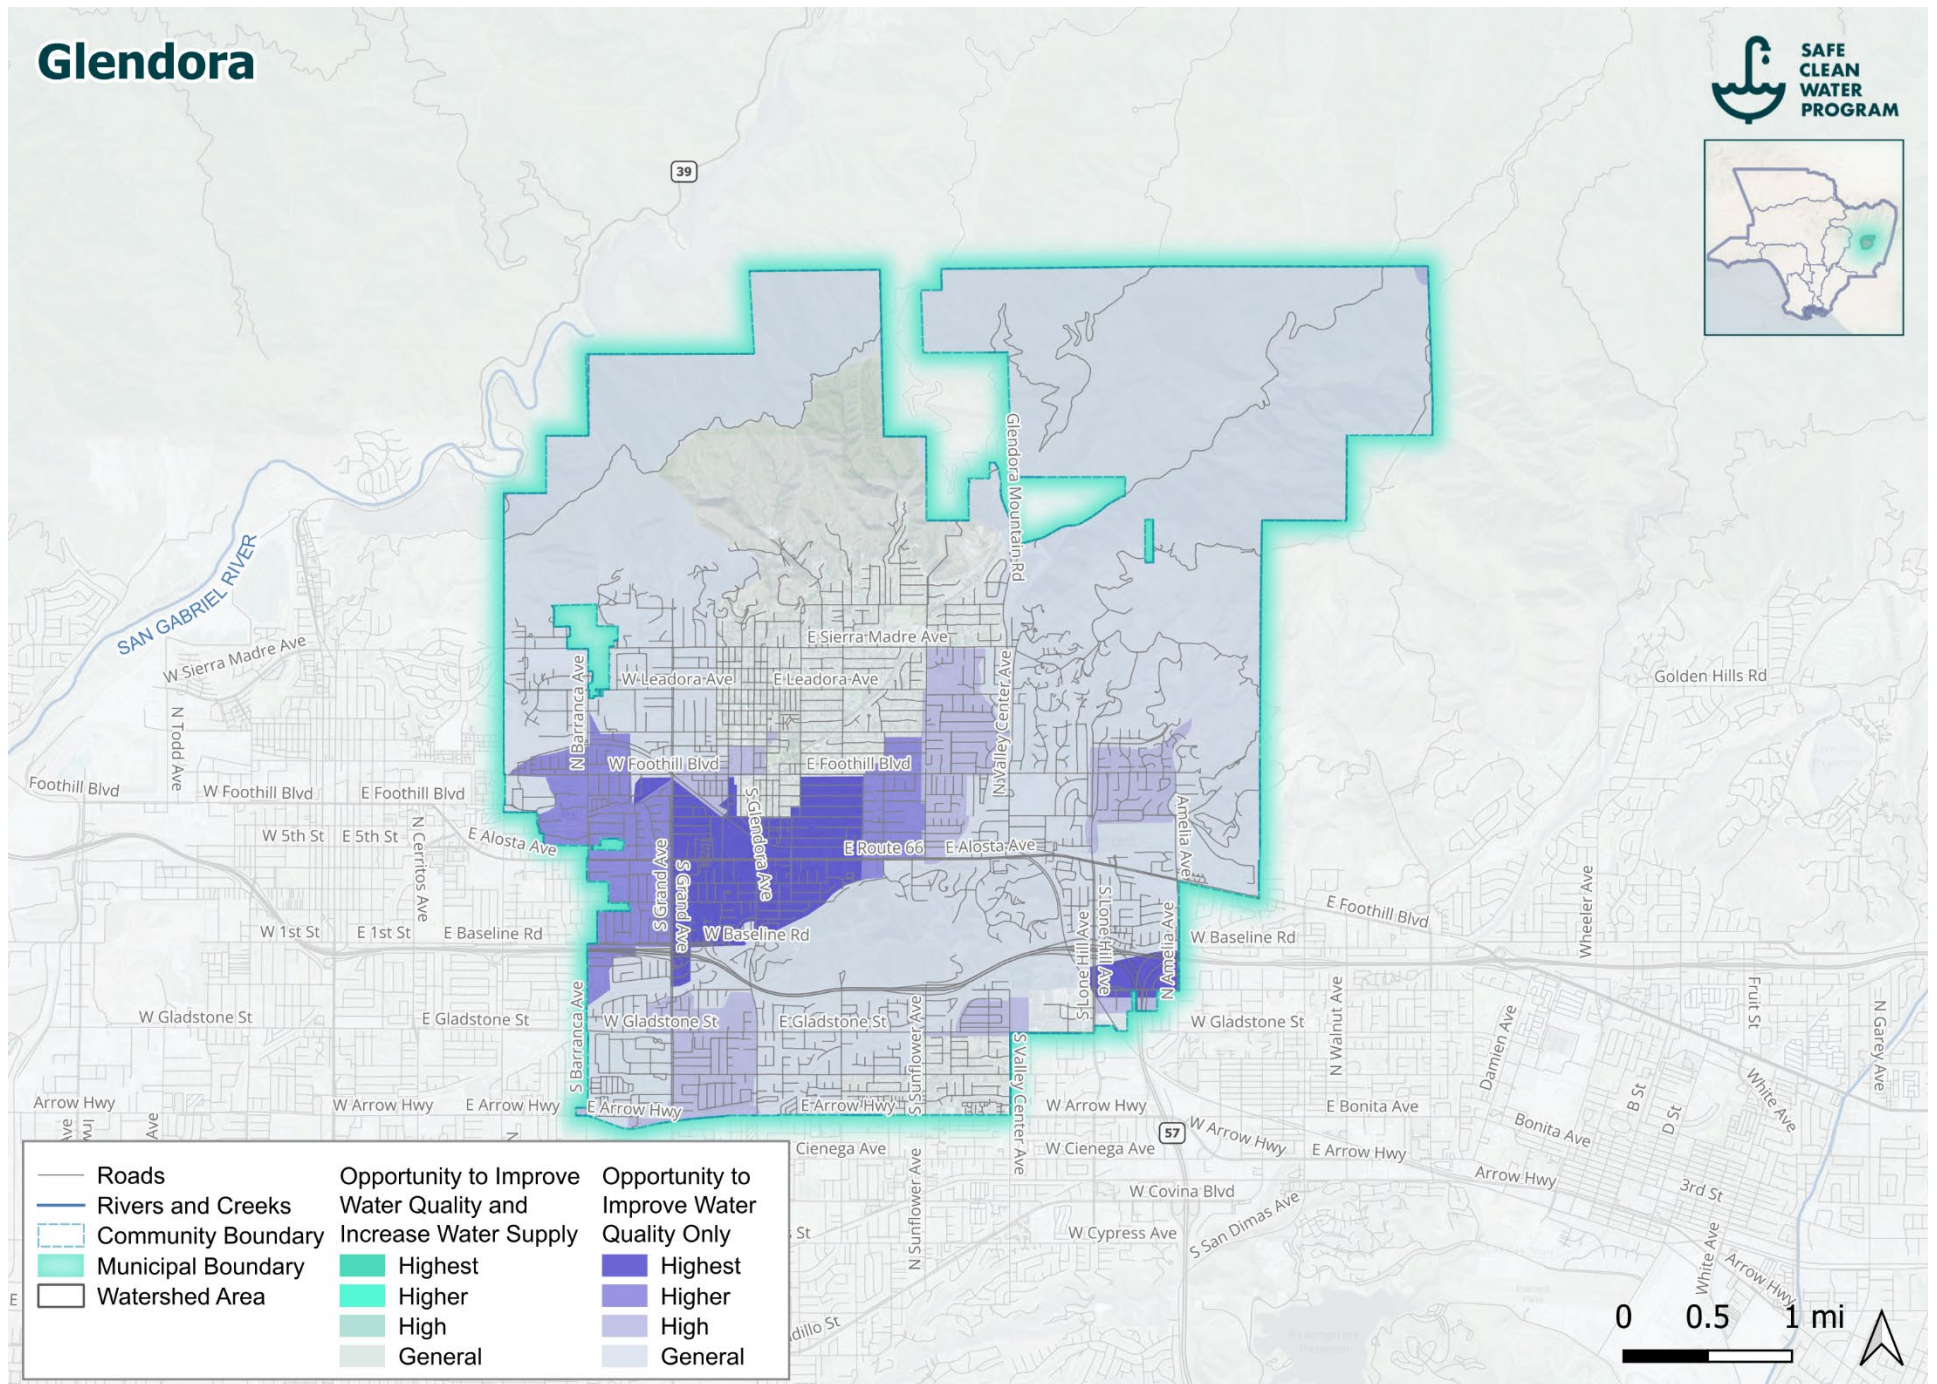 Glendora
SAFE
CLEAN
WATER
PROGRAM
39
Glendora Mountain Rd
SAN GABRIEL RIVER
W Sierra Madre Ave
E Sierra Madre Ave
N Barranca Ave
W Leadora Ave
E Leadora Ave
N Valley Center Ave
Golden Hills Rd
N Todd Ave
Foothill Blvd
W Foothill Blvd
E Foothill Blvd
W Foothill Blvd
E Foothill Blvd
N Cerritos Ave
W 5th St
E 5th St
E Alosta Ave
S Glendora Ave
E Route 66
E Alosta Ave
Amelia Ave
S Grand Ave
S Grand Ave
S Lone Hill Ave
S Lone Hill Ave
N Amelia Ave
E Foothill Blvd
Wheeler Ave
W 1st St
E 1st St
E Baseline Rd
W Baseline Rd
W Baseline Rd
S Barranca Ave
W Gladstone St
E Gladstone St
W Gladstone St
E Gladstone St
S Sunflower Ave
S Valley Center Ave
W Gladstone St
N Walnut Ave
Damien Ave
Fruit St
N Garey Ave
White Ave
B St
D St
Arrow Hwy
W Arrow Hwy
E Arrow Hwy
E Arrow Hwy
E Arrow Hwy
W Arrow Hwy
E Bonita Ave
Bonita Ave
57
W Arrow Hwy
E Arrow Hwy
Arrow Hwy
Ave
Irw
Ave
N
Cienega Ave
W Cienega Ave
W Covina Blvd
3rd St
N Sunflower Ave
W Cypress Ave
S San Dimas Ave
White Ave
Arrow Hwy
s St
dillo St
E
Roads
Rivers and Creeks
Community Boundary
Municipal Boundary
Watershed Area
Opportunity to Improve
Water Quality and
Increase Water Supply
Highest
Higher
High
General
Opportunity to
Improve Water
Quality Only
Highest
Higher
High
General
0 0.5 1 mi